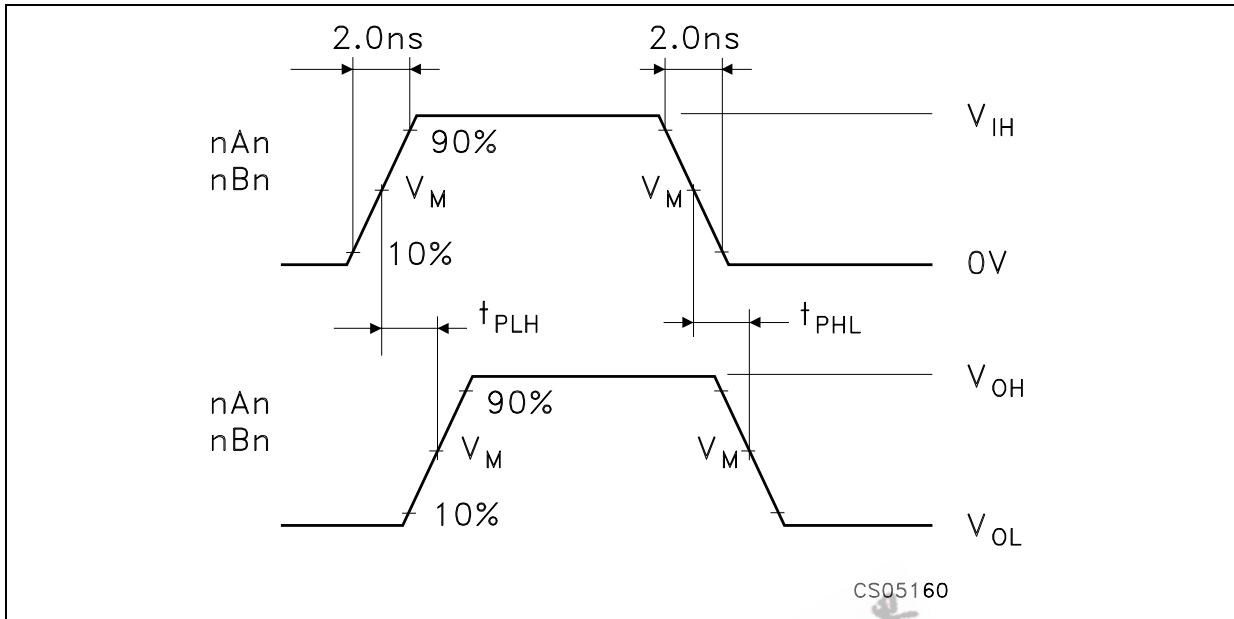 2.0ns 2.0ns
nAn
nBn
90%
V_M V_M
10%
V_IH
0V
t_PLH t_PHL
nAn
nBn
90%
V_M V_M
10%
V_OH
V_OL
CS05160